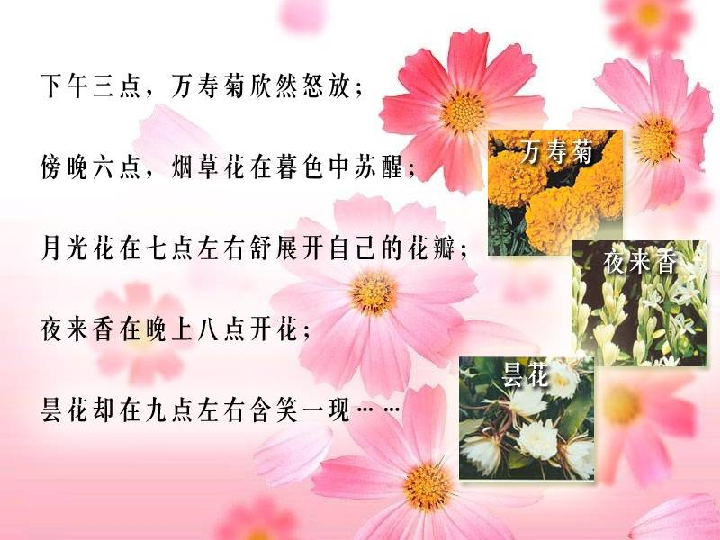 下午三点，万寿菊欣然怒放；
傍晚六点，烟草花在暮色中苏醒；
月光花在七点左右舒展开自己的花瓣；
夜来香在晚上八点开花；
昙花却在九点左右含笑一现……
万寿菊
夜来香
昙花